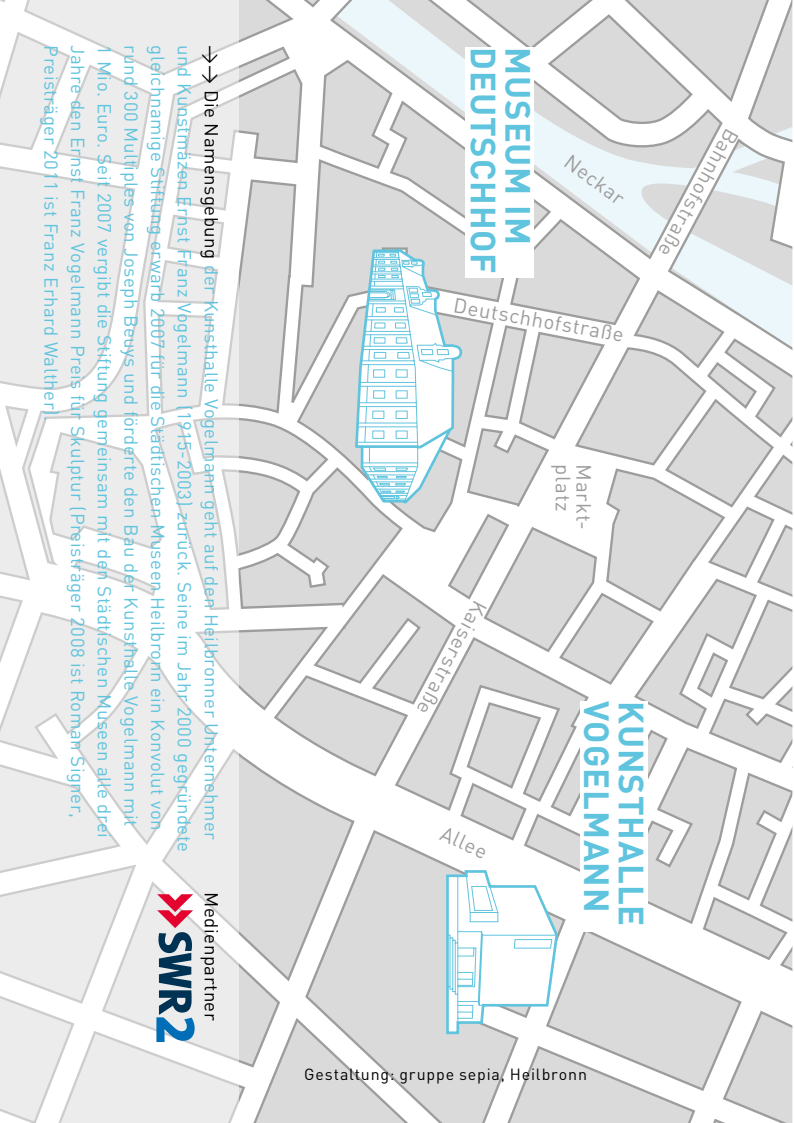 MUSEUM IM
DEUTSCHHOF
Neckar
Bahnhofstraße
Deutschhofstraße
Markt-
platz
Kaiserstraße
KUNSTHALLE
VOGELMANN
Allee
→→ Die Namensgebung der Kunsthalle Vogelmann geht auf den Heilbronner Unternehmer
und Kunstmäzen Ernst Franz Vogelmann (1915-2003) zurück. Seine im Jahr 2000 gegründete
gleichnamige Stiftung erwarb 2007 für die Städtischen Museen Heilbronn ein Konvolut von
rund 300 Multiples von Joseph Beuys und förderte den Bau der Kunsthalle Vogelmann mit
1 Mio. Euro. Seit 2007 vergibt die Stiftung gemeinsam mit den Städtischen Museen alle drei
Jahre den Ernst Franz Vogelmann Preis für Skulptur (Preisträger 2008 ist Roman Signer,
Preisträger 2011 ist Franz Erhard Walther)
Medienpartner
SWR2
Gestaltung: gruppe sepia, Heilbronn